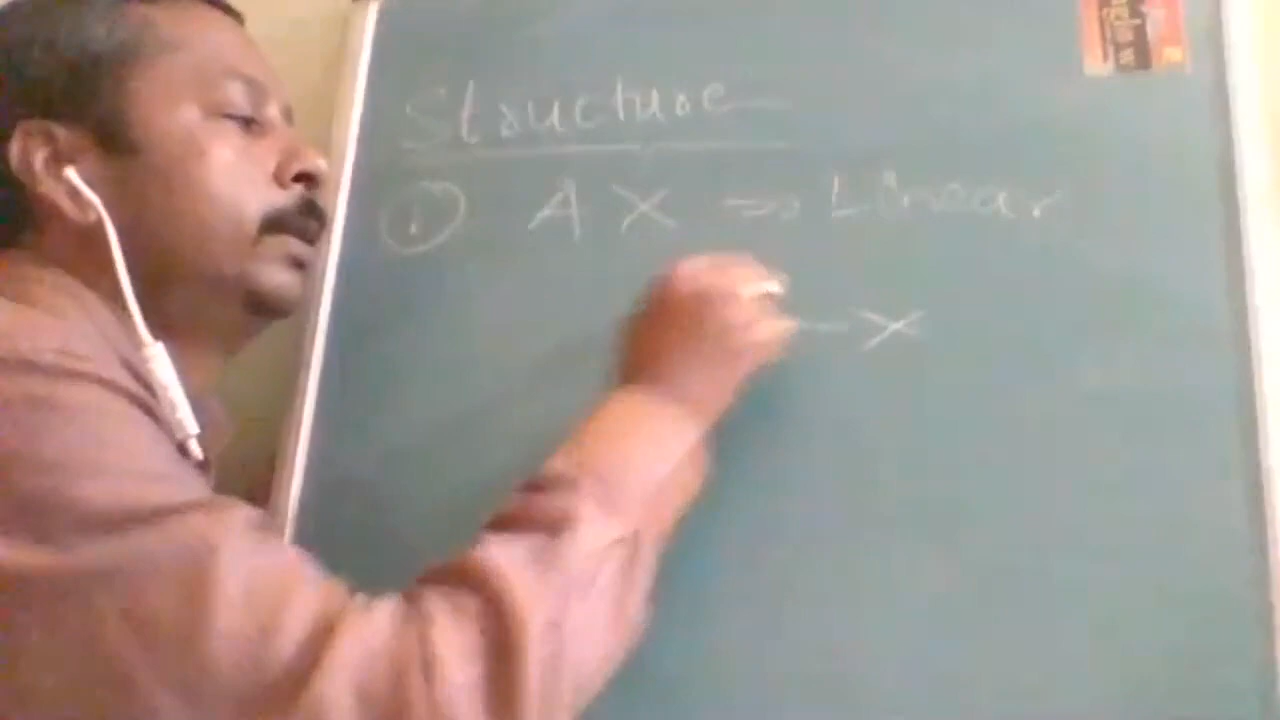 Structure
① AX ⇒ Linear
— X